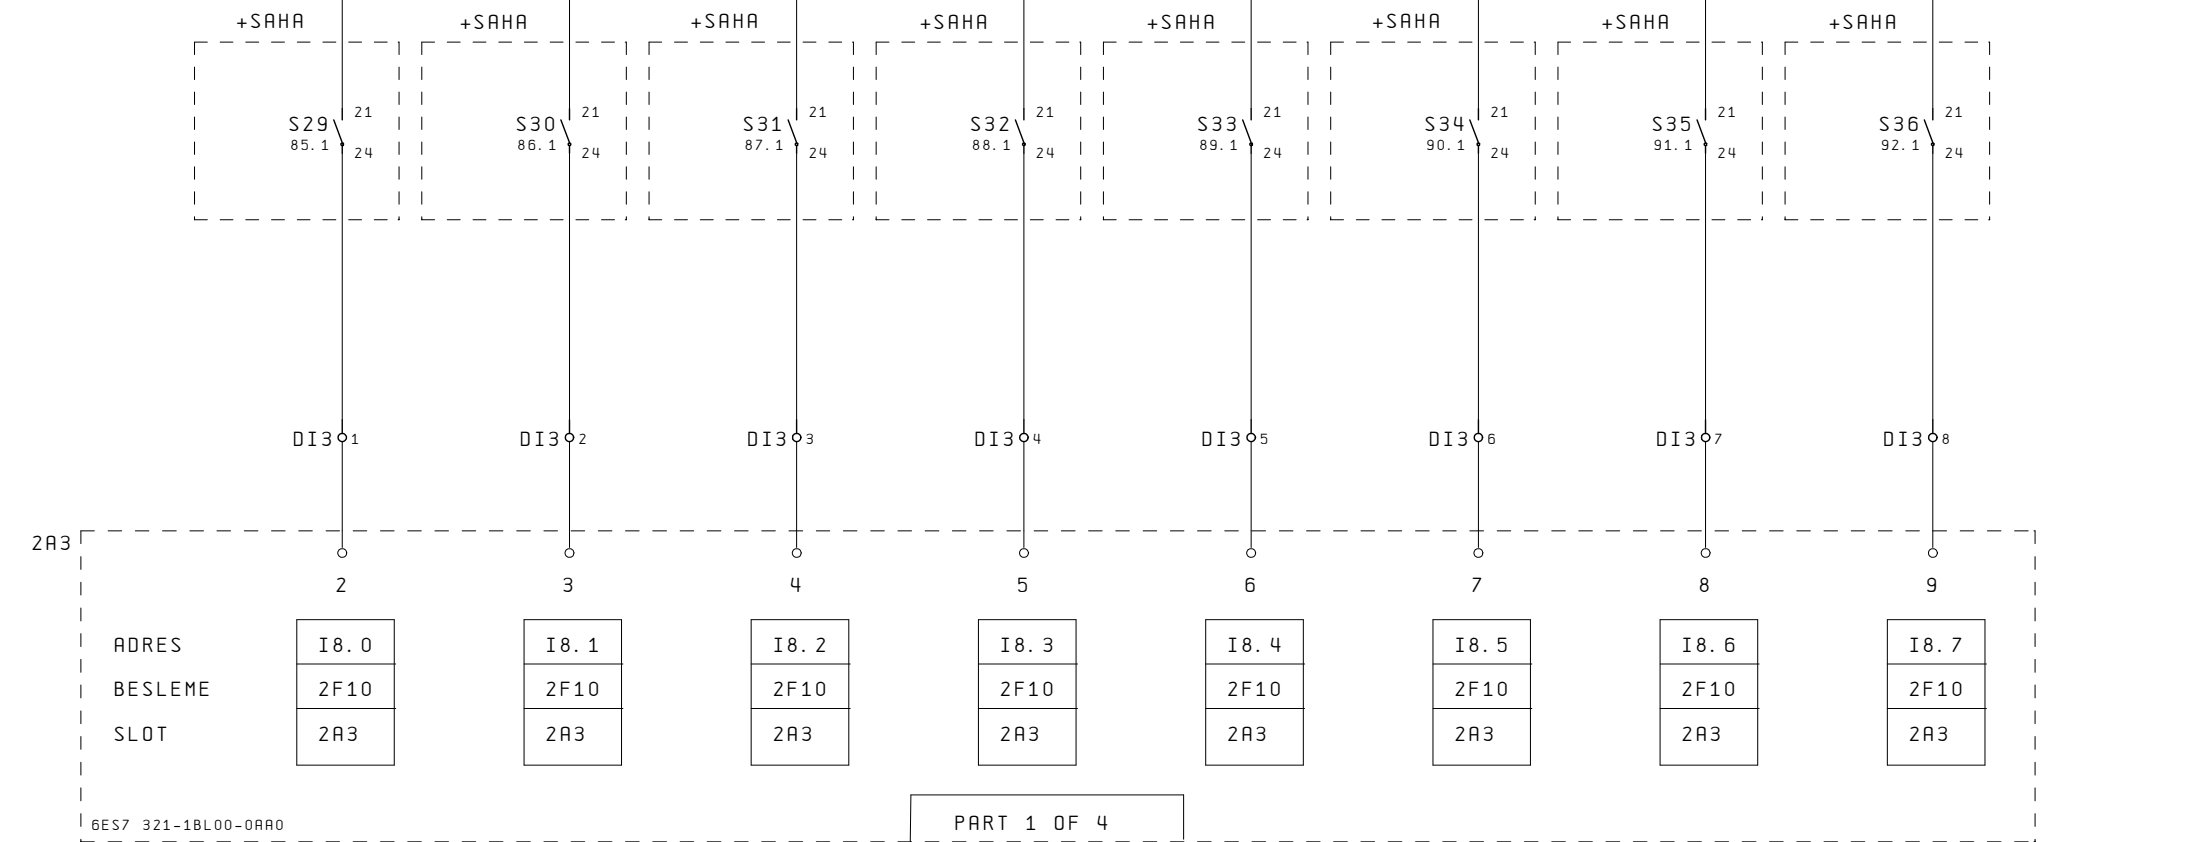 +SAHA +SAHA +SAHA +SAHA +SAHA +SAHA +SAHA +SAHA
21 21 21 21 21 21 21 21
S29 S30 S31 S32 S33 S34 S35 S36
85.1 86.1 87.1 88.1 89.1 90.1 91.1 92.1
24 24 24 24 24 24 24 24
DI3 1 DI3 2 DI3 3 DI3 4 DI3 5 DI3 6 DI3 7 DI3 8
2A3
2 3 4 5 6 7 8 9
ADRES I8.0 I8.1 I8.2 I8.3 I8.4 I8.5 I8.6 I8.7
BESLEME 2F10 2F10 2F10 2F10 2F10 2F10 2F10 2F10
SLOT 2A3 2A3 2A3 2A3 2A3 2A3 2A3 2A3
6ES7 321-1BL00-0AA0 PART 1 OF 4